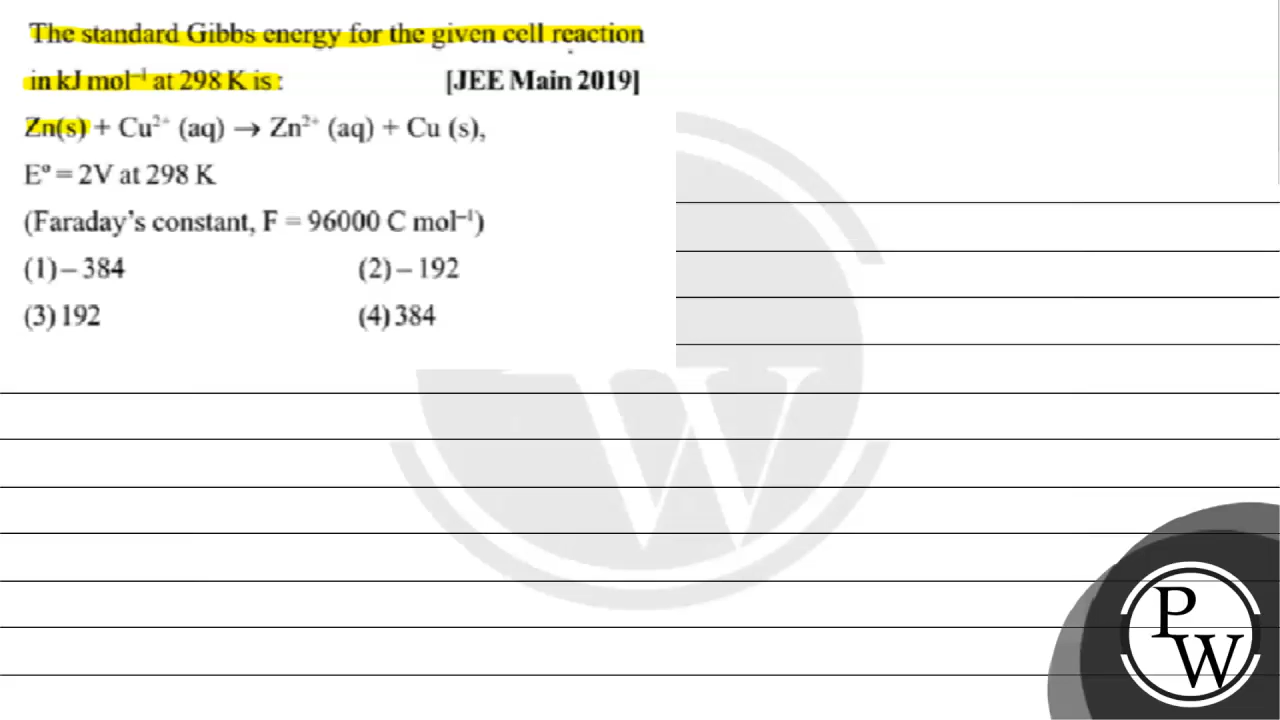 The standard Gibbs energy for the given cell reaction
in kJ mol⁻¹ at 298 K is : [JEE Main 2019]
Zn(s) + Cu²⁺ (aq) → Zn²⁺ (aq) + Cu (s),
Eº = 2V at 298 K
(Faraday's constant, F = 96000 C mol⁻¹)
(1) – 384 (2) – 192
(3) 192 (4) 384
W
P
W